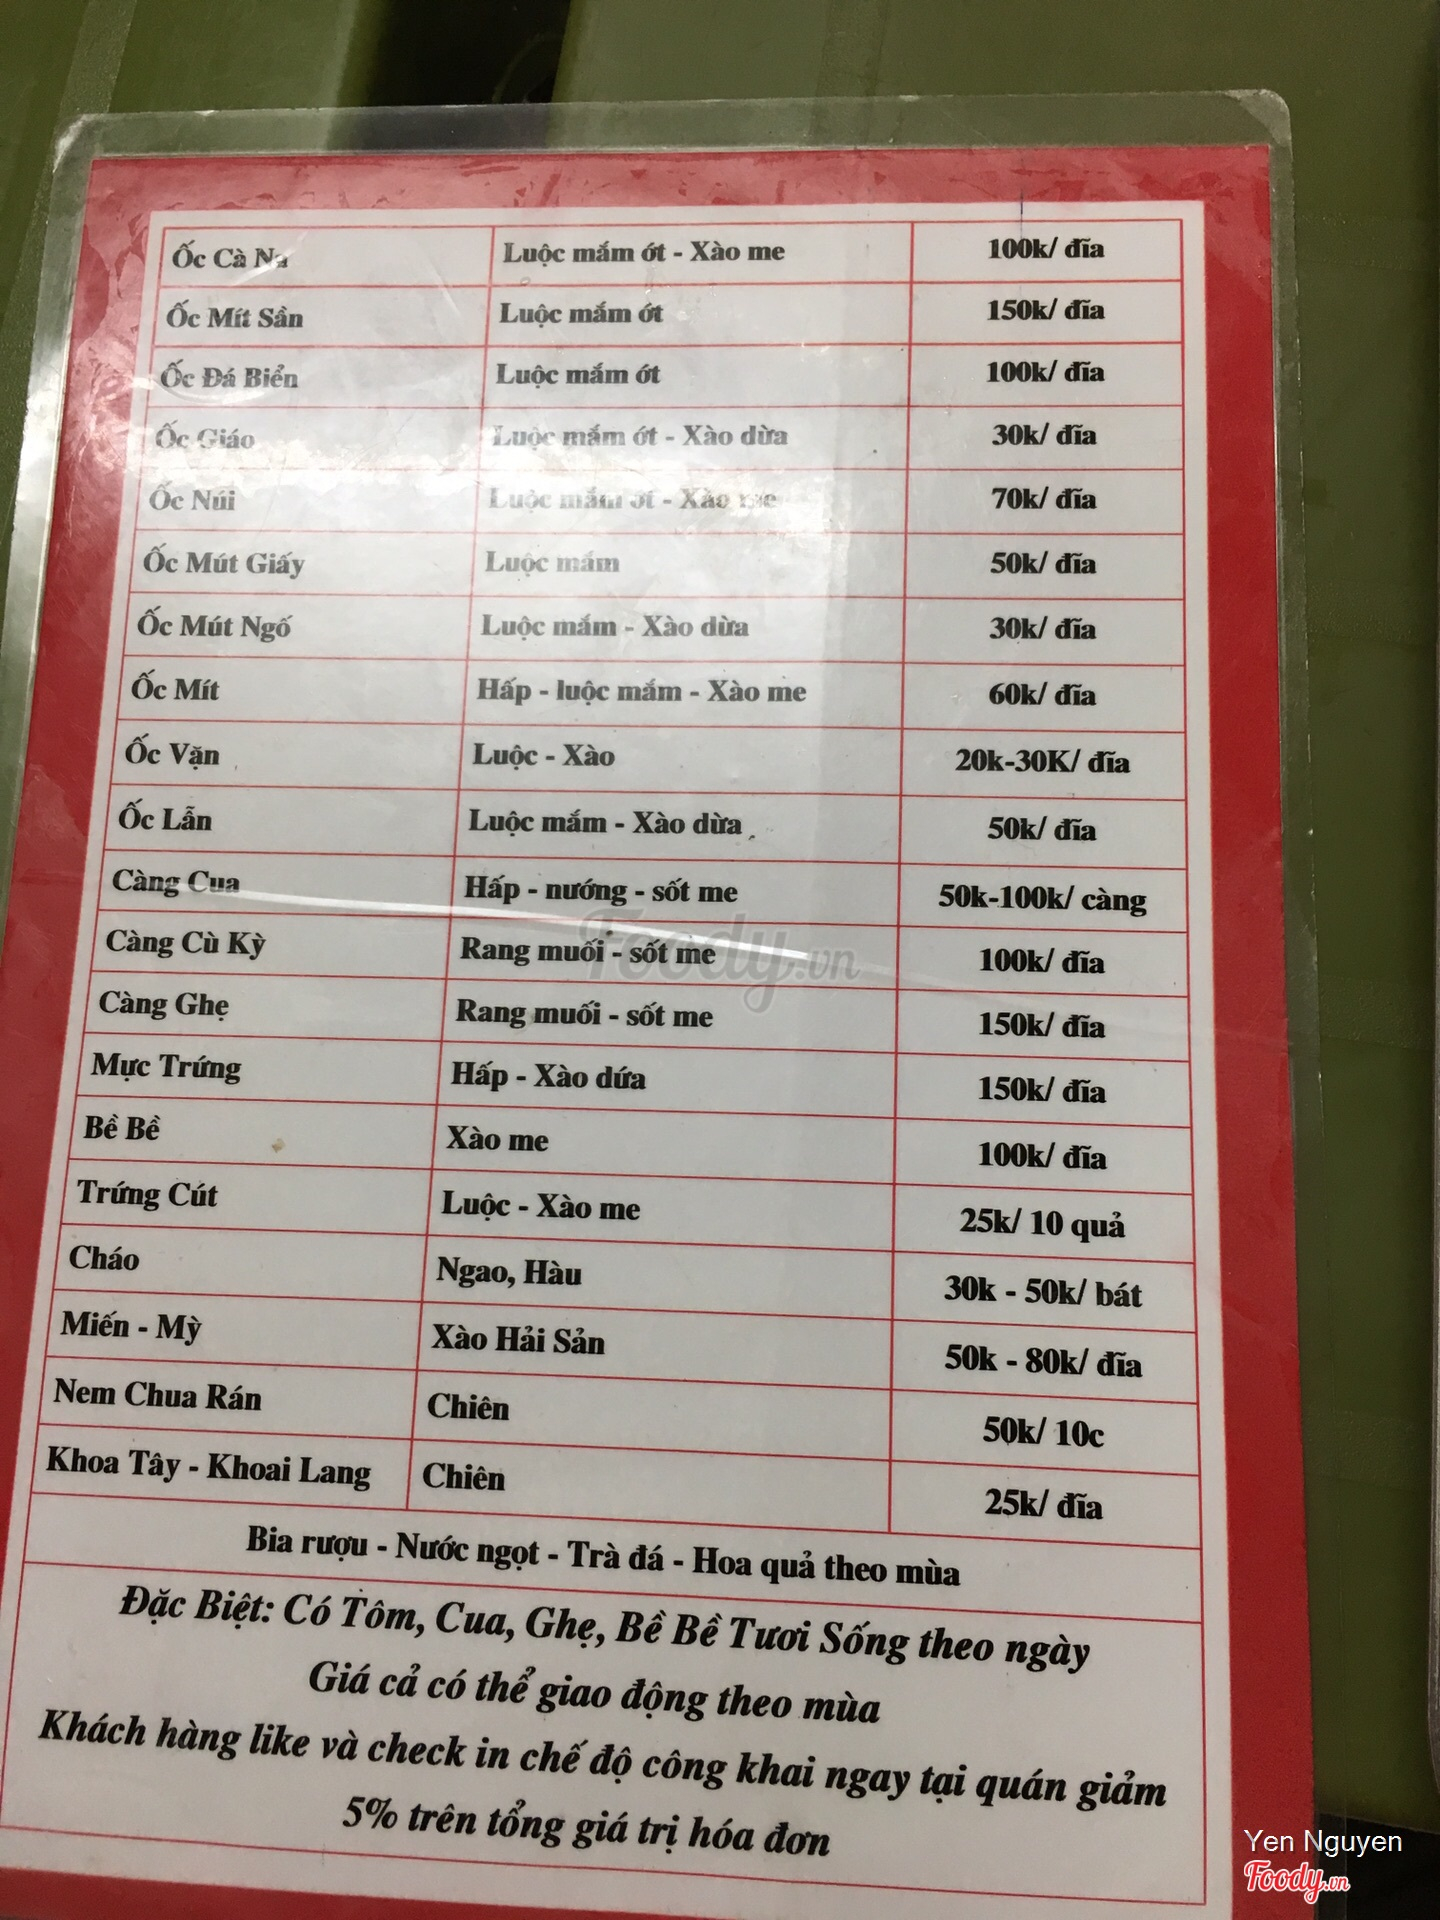 Ốc Cà Na Luộc mắm ớt - Xào me 100k/ đĩa
Ốc Mít Sần Luộc mắm ớt 150k/ đĩa
Ốc Đá Biển Luộc mắm ớt 100k/ đĩa
Ốc Giáo Luộc mắm ớt - Xào dừa 30k/ đĩa
Ốc Núi Luộc mắm ớt - Xào me 70k/ đĩa
Ốc Mút Giấy Luộc mắm 50k/ đĩa
Ốc Mút Ngố Luộc mắm - Xào dừa 30k/ đĩa
Ốc Mít Hấp - luộc mắm - Xào me 60k/ đĩa
Ốc Vặn Luộc - Xào 20k-30K/ đĩa
Ốc Lẫn Luộc mắm - Xào dừa 50k/ đĩa
Càng Cua Hấp - nướng - sốt me 50k-100k/ càng
Càng Cù Kỳ Rang muối - sốt me 100k/ đĩa
Càng Ghẹ Rang muối - sốt me 150k/ đĩa
Mực Trứng Hấp - Xào dứa 150k/ đĩa
Bề Bề Xào me 100k/ đĩa
Trứng Cút Luộc - Xào me 25k/ 10 quả
Cháo Ngao, Hàu 30k - 50k/ bát
Miến - Mỳ Xào Hải Sản 50k - 80k/ đĩa
Nem Chua Rán Chiên 50k/ 10c
Khoa Tây - Khoai Lang Chiên 25k/ đĩa
Bia rượu - Nước ngọt - Trà đá - Hoa quả theo mùa
Đặc Biệt: Có Tôm, Cua, Ghẹ, Bề Bề Tươi Sống theo ngày
Giá cả có thể giao động theo mùa
Khách hàng like và check in chế độ công khai ngay tại quán giảm
5% trên tổng giá trị hóa đơn
Foody.vn
Yen Nguyen
Foody.vn